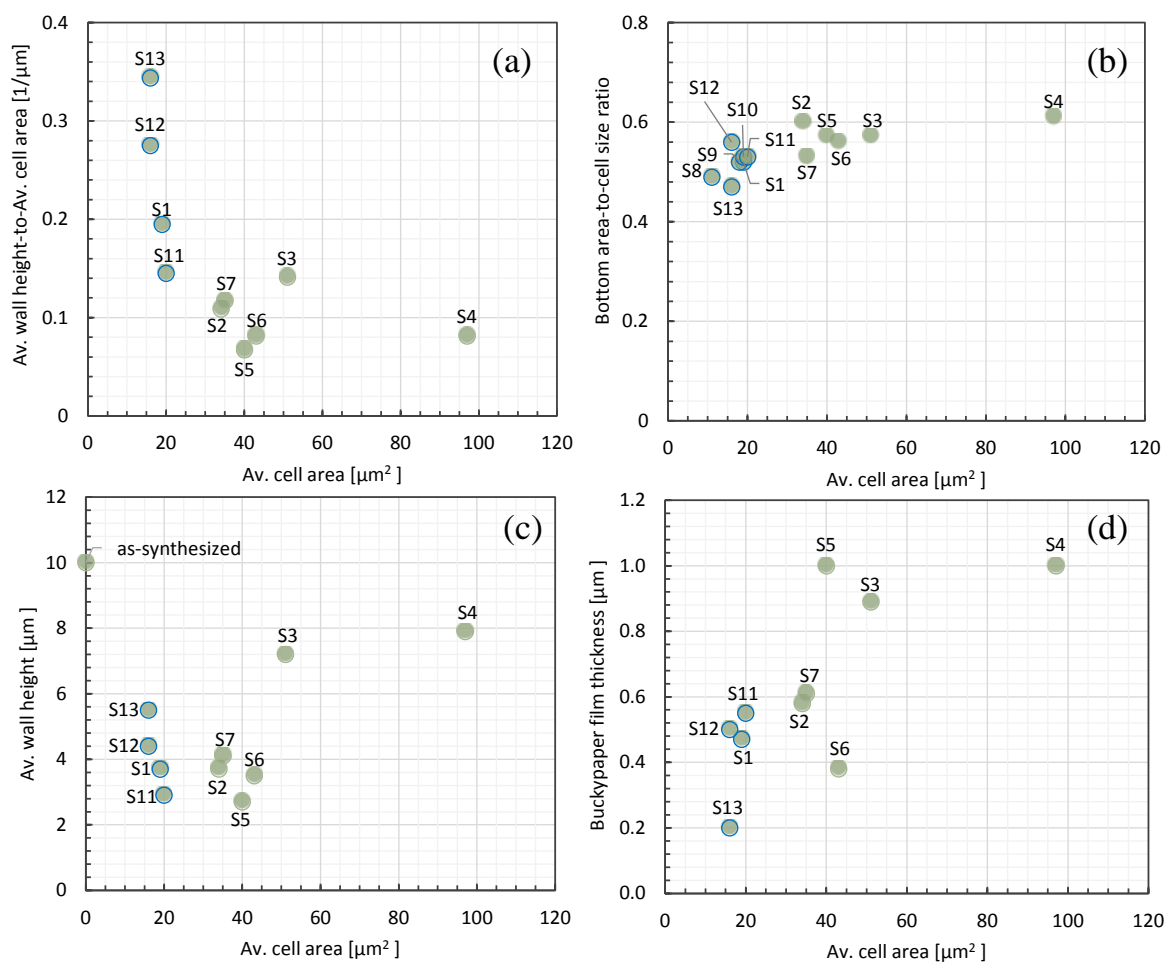 (a)
Av. wall height-to-Av. cell area [1/μm]
0.4
0.3
0.2
0.1
0
S13
S12
S1
S11
S7
S2
S3
S6
S5
S4
0 20 40 60 80 100 120
Av. cell area [μm² ]
(b)
Bottom area-to-cell size ratio
0.8
0.6
0.4
0.2
0
S12
S10
S2
S5
S3
S4
S9
S11
S6
S8
S7
S1
S13
0 20 40 60 80 100 120
Av. cell area [μm² ]
(c)
Av. wall height [μm]
12
10
8
6
4
2
0
as-synthesized
S3
S4
S13
S12
S7
S6
S1
S2
S11
S5
0 20 40 60 80 100 120
Av. cell area [μm² ]
(d)
Buckypaper film thickness [μm]
1.2
1.0
0.8
0.6
0.4
0.2
0.0
S5
S4
S3
S7
S11
S12
S2
S1
S6
S13
0 20 40 60 80 100 120
Av. cell area [μm² ]